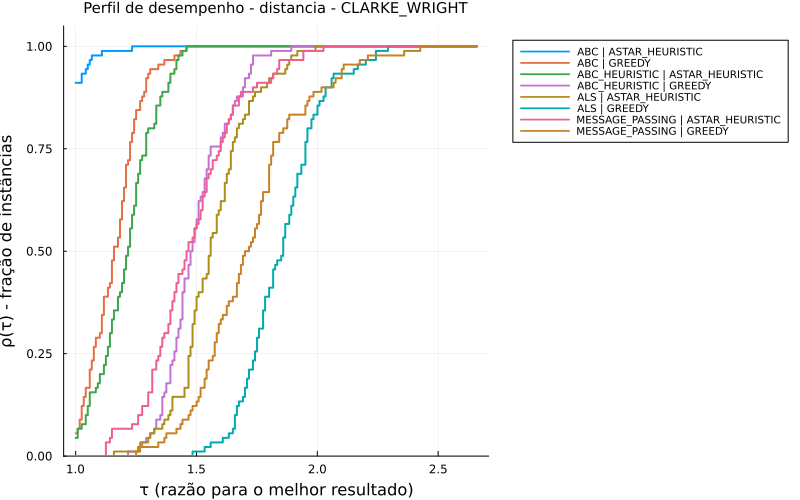 Perfil de desempenho - distancia - CLARKE_WRIGHT
ρ(τ) - fração de instâncias
1.00
0.75
0.50
0.25
0.00
1.0
1.5
2.0
2.5
τ (razão para o melhor resultado)
ABC | ASTAR_HEURISTIC
ABC | GREEDY
ABC_HEURISTIC | ASTAR_HEURISTIC
ABC_HEURISTIC | GREEDY
ALS | ASTAR_HEURISTIC
ALS | GREEDY
MESSAGE_PASSING | ASTAR_HEURISTIC
MESSAGE_PASSING | GREEDY